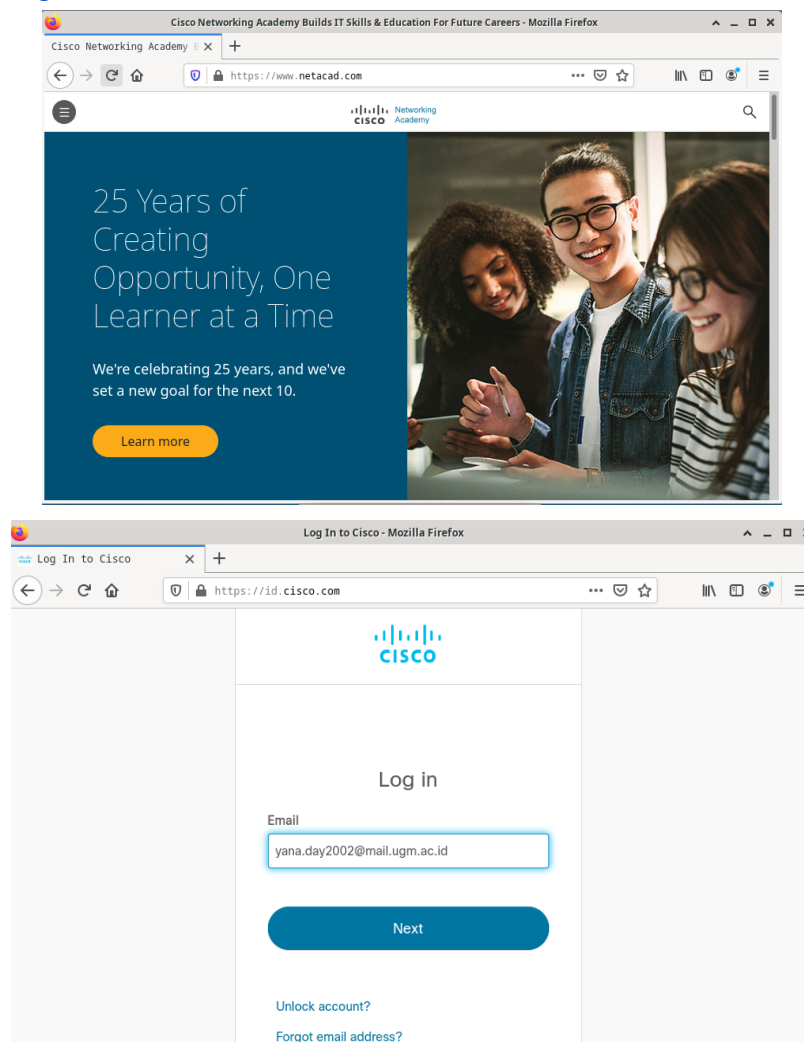 Cisco Networking Academy Builds IT Skills & Education For Future Careers - Mozilla Firefox
Cisco Networking Academy
https://www.netacad.com
CISCO
Networking
Academy
25 Years of
Creating
Opportunity, One
Learner at a Time
We're celebrating 25 years, and we've
set a new goal for the next 10.
Learn more
Log In to Cisco - Mozilla Firefox
Log In to Cisco
https://id.cisco.com
CISCO
Log in
Email
yana.day2002@mail.ugm.ac.id
Next
Unlock account?
Forgot email address?